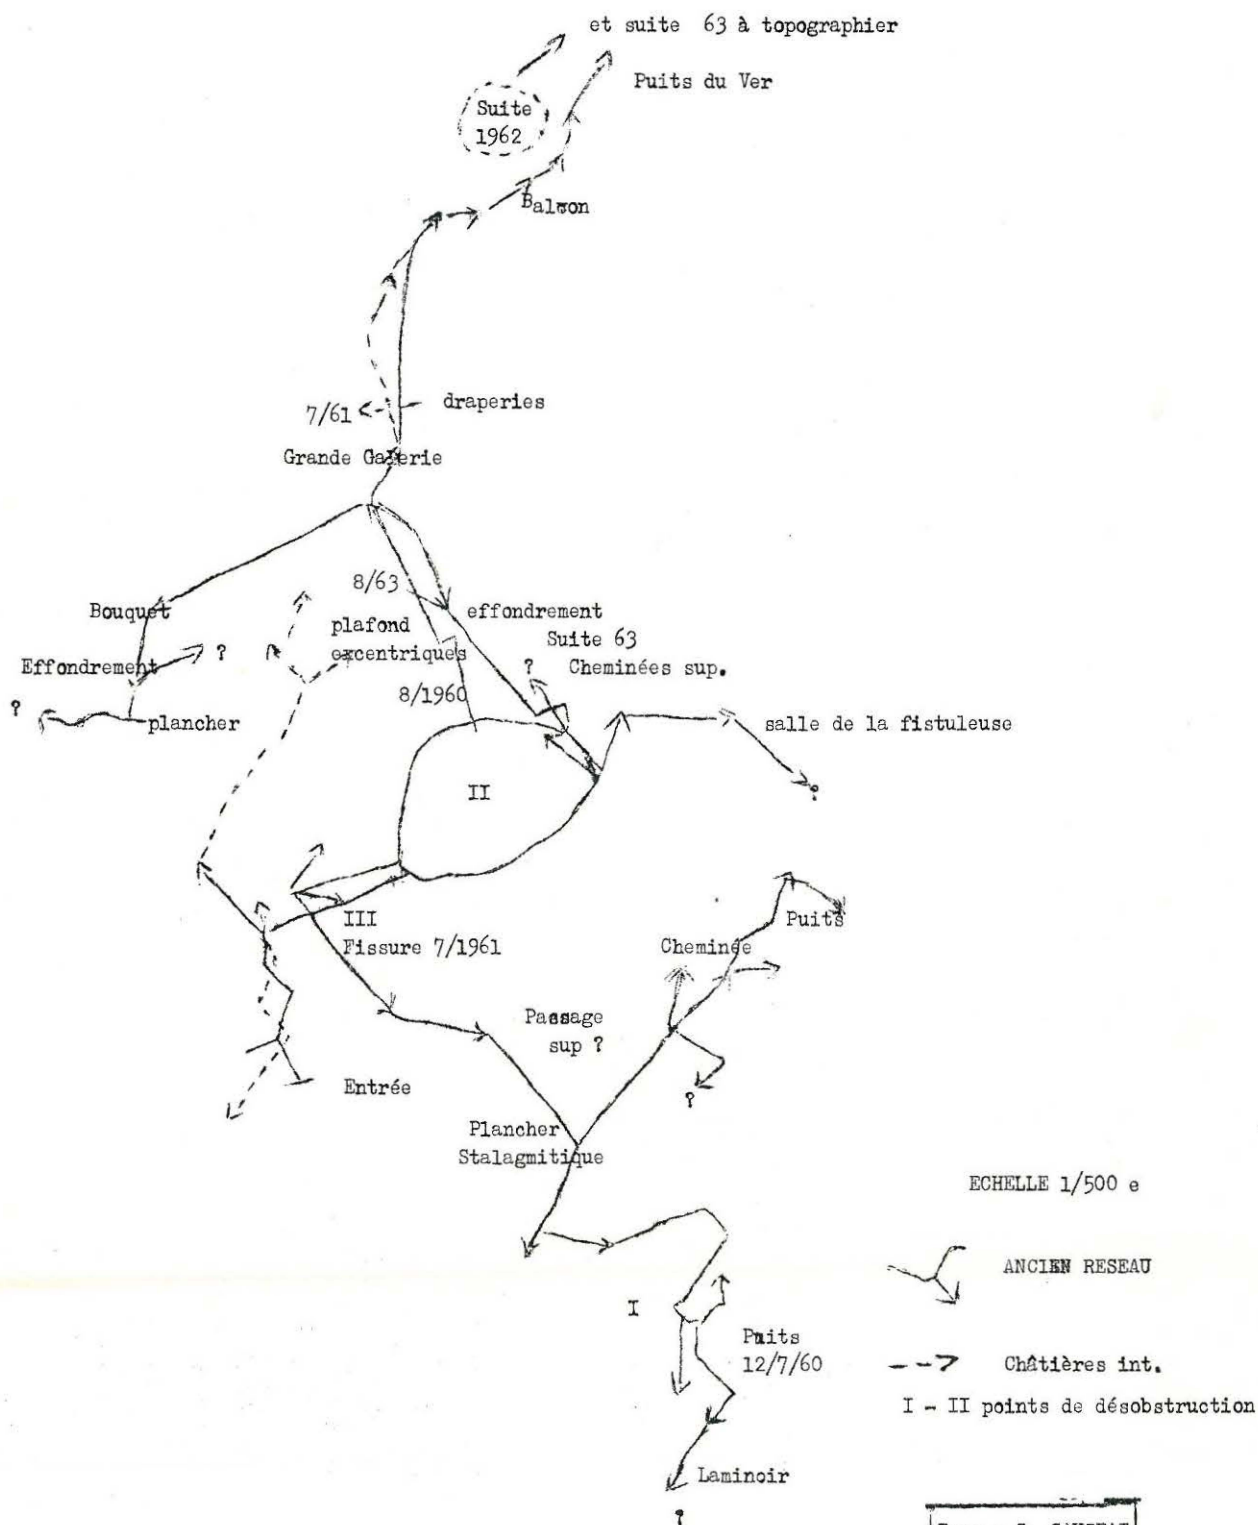 et suite 63 à topographier
Puits du Ver
Suite
1962
Balcon
7/61
draperies
Grande Galerie
8/63
Bouquet
effondrement
plafond
excentriques
Suite 63
Effondrement
?
?
Cheminées sup.
8/1960
?
plancher
salle de la fistuleuse
II
?
III
Puits
Fissure 7/1961
Cheminée
Passage
sup ?
Entrée
?
Plancher
Stalagmitique
ECHELLE 1/500 e
ANCIEN RESEAU
I
Puits
12/7/60
Châtières int.
I - II points de désobstruction
Laminoir
?